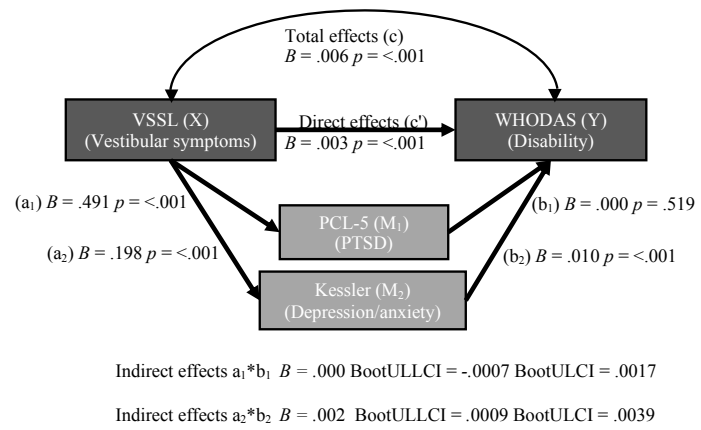 Total effects (c)
B = .006 p = <.001
VSSL (X)
(Vestibular symptoms)
Direct effects (c')
B = .003 p = <.001
WHODAS (Y)
(Disability)
(a₁) B = .491 p = <.001
(b₁) B = .000 p = .519
PCL-5 (M₁)
(PTSD)
(a₂) B = .198 p = <.001
(b₂) B = .010 p = <.001
Kessler (M₂)
(Depression/anxiety)
Indirect effects a₁*b₁ B = .000 BootULLCI = -.0007 BootULCI = .0017
Indirect effects a₂*b₂ B = .002 BootULLCI = .0009 BootULCI = .0039